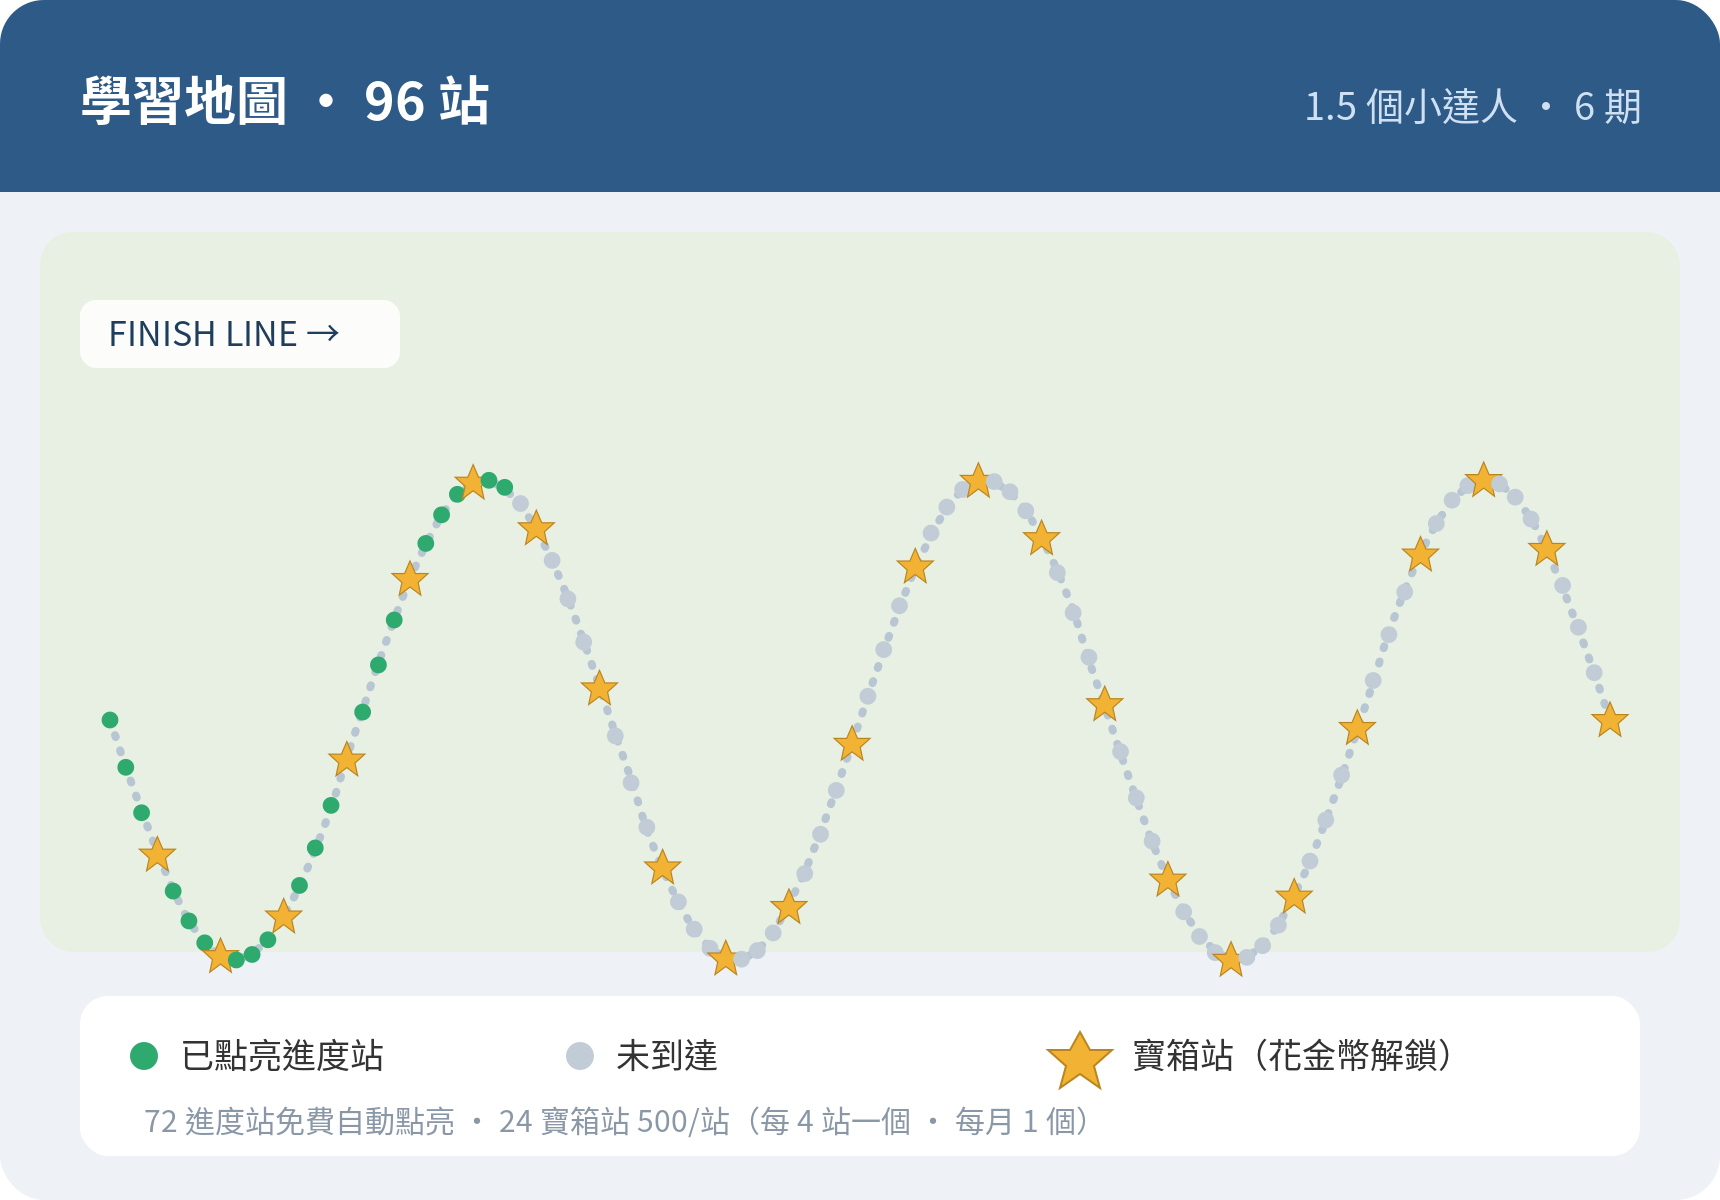 學習地圖 · 96 站
1.5 個小達人 · 6 期
FINISH LINE →
已點亮進度站
未到達
寶箱站（花金幣解鎖）
72 進度站免費自動點亮 · 24 寶箱站 500/站（每 4 站一個 · 每月 1 個）